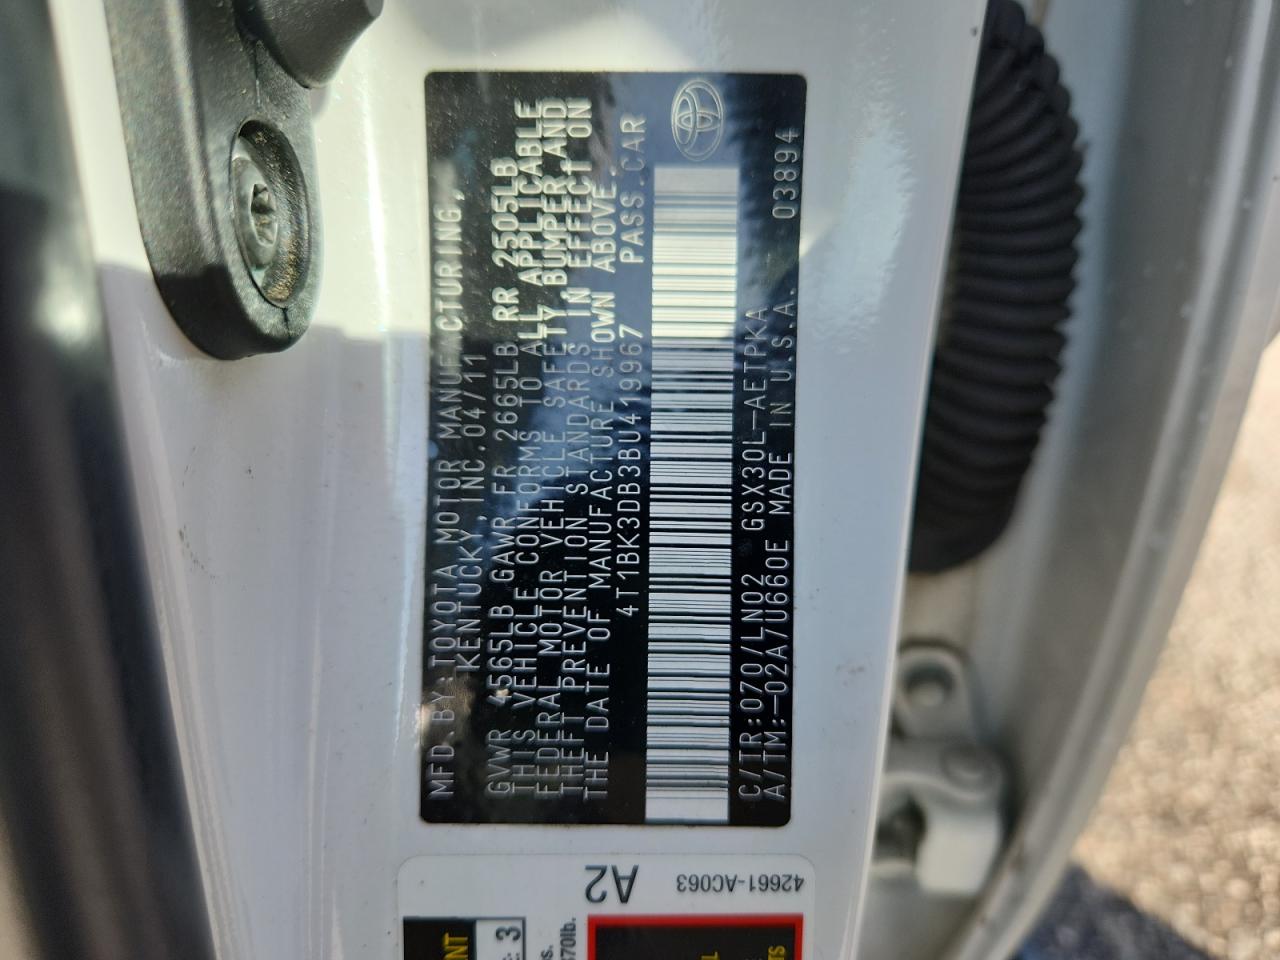 MFD.BY:TOYOTA MOTOR MANUFACTURING,
KENTUCKY,INC.04/11
GVWR 4565LB GAWR FR 2665LB RR 2505LB
THIS VEHICLE CONFORMS TO ALL APPLICABLE
FEDERAL MOTOR VEHICLE SAFETY, BUMPER,AND
THEFT PREVENTION STANDARDS IN EFFECT ON
THE DATE OF MANUFACTURE SHOWN ABOVE.
4T1BK3DB3BU419967 PASS.CAR
C/TR:070/LN02 GSX30L-AETPKA
A/TM:-02A/U660E MADE IN U.S.A. 03894
A2
42661-AC063
NT
3
370lb.